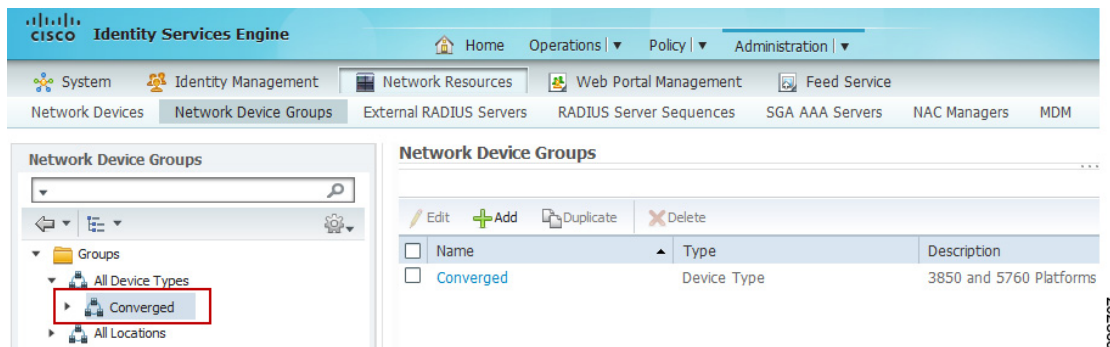 cisco Identity Services Engine
Home Operations Policy Administration
System Identity Management Network Resources Web Portal Management Feed Service
Network Devices Network Device Groups External RADIUS Servers RADIUS Server Sequences SGA AAA Servers NAC Managers MDM
Network Device Groups
Groups
All Device Types
Converged
All Locations
Network Device Groups
Edit Add Duplicate Delete
Name Type Description
Converged Device Type 3850 and 5760 Platforms